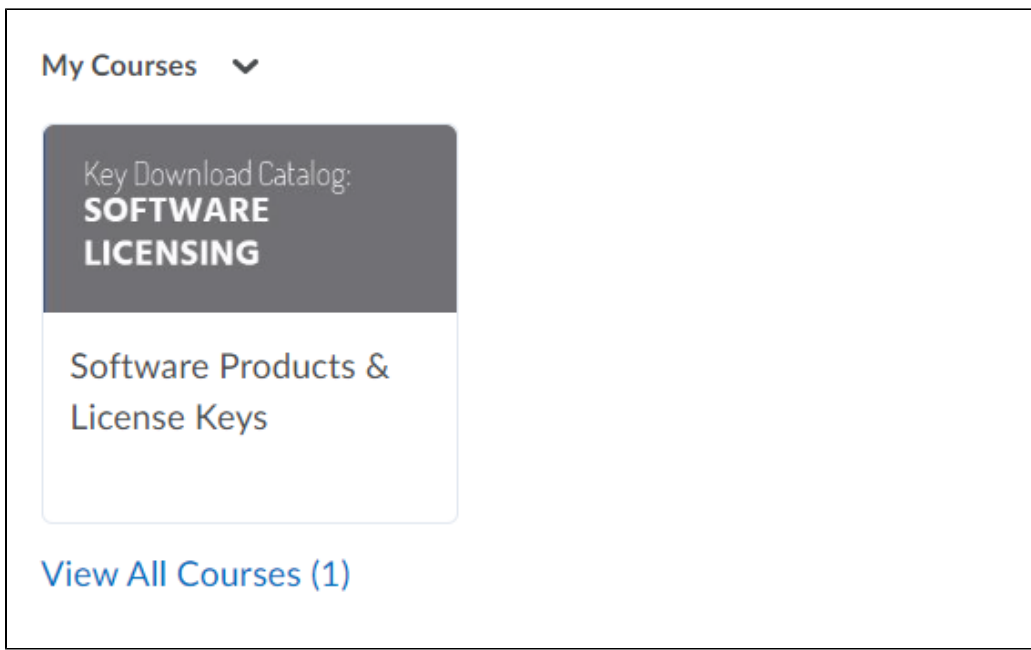 My Courses
Key Download Catalog:
SOFTWARE
LICENSING
Software Products &
License Keys
View All Courses (1)